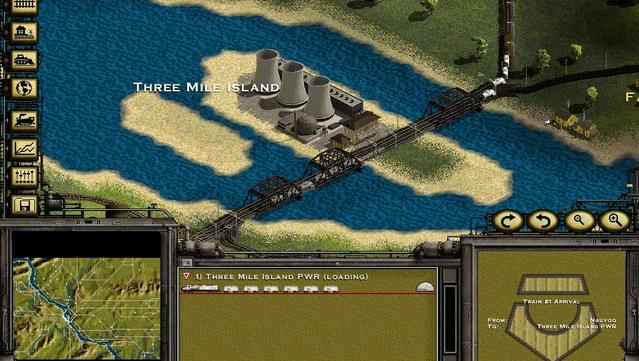 Three Mile Island
Fa
1) Three Mile Island PWR (loading)
Train #1 Arrival
From: Nauvoo
To: Three Mile Island PWR